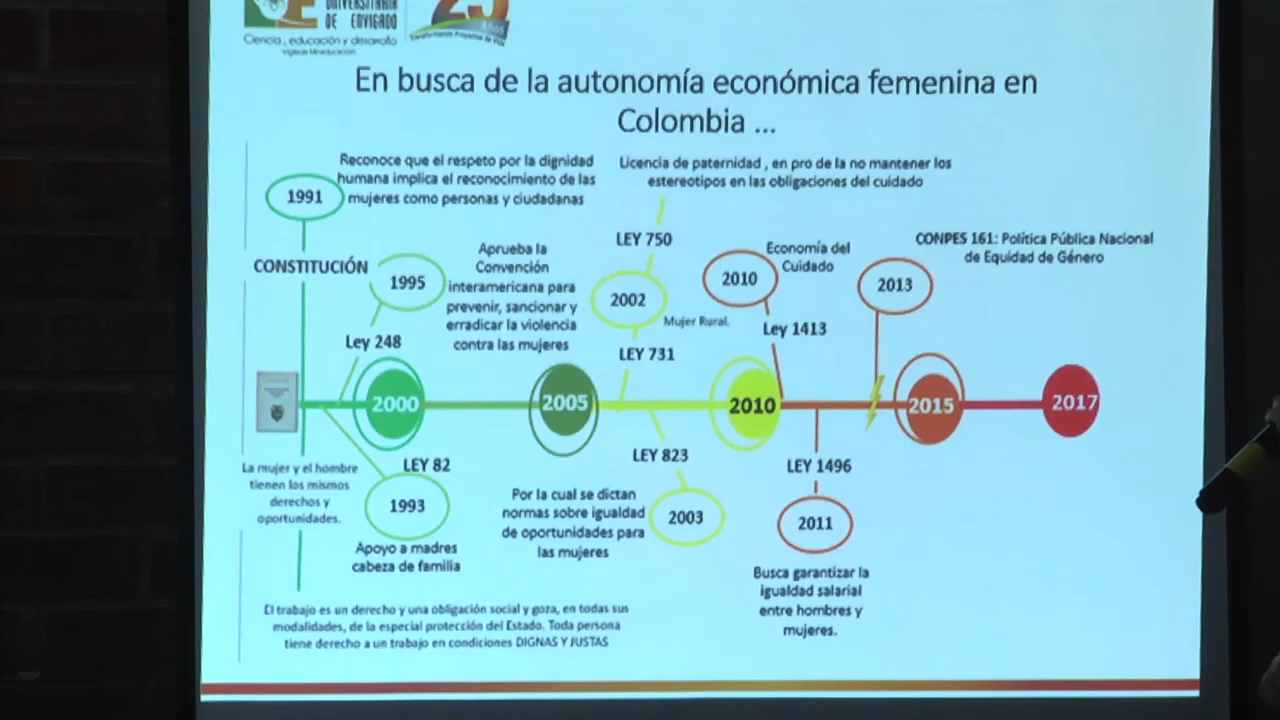 UNIVERSITARIA
DE ENVIGADO
Ciencia, educación y desarrollo
Vigilada Mineducación
25
Años
Transformando Proyectos de Vida
En busca de la autonomía económica femenina en
Colombia ...
1991
Reconoce que el respeto por la dignidad
humana implica el reconocimiento de las
mujeres como personas y ciudadanas
Licencia de paternidad , en pro de la no mantener los
estereotipos en las obligaciones del cuidado
CONSTITUCIÓN
1995
Ley 248
Aprueba la
Convención
interamericana para
prevenir, sancionar y
erradicar la violencia
contra las mujeres
LEY 750
2002
Mujer Rural.
LEY 731
2010
Economía del
Cuidado
Ley 1413
2013
CONPES 161: Política Pública Nacional
de Equidad de Género
2000
2005
2010
2015
2017
La mujer y el hombre
tienen los mismos
derechos y
oportunidades.
LEY 82
1993
Apoyo a madres
cabeza de familia
LEY 823
2003
Por la cual se dictan
normas sobre igualdad
de oportunidades para
las mujeres
LEY 1496
2011
Busca garantizar la
igualdad salarial
entre hombres y
mujeres.
El trabajo es un derecho y una obligación social y goza, en todas sus
modalidades, de la especial protección del Estado. Toda persona
tiene derecho a un trabajo en condiciones DIGNAS Y JUSTAS